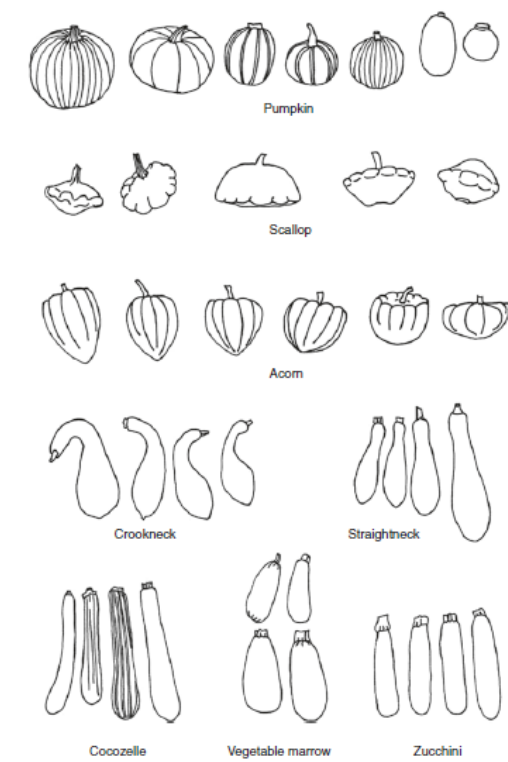 Pumpkin
Scallop
Acorn
Crookneck
Straightneck
Cocozelle
Vegetable marrow
Zucchini